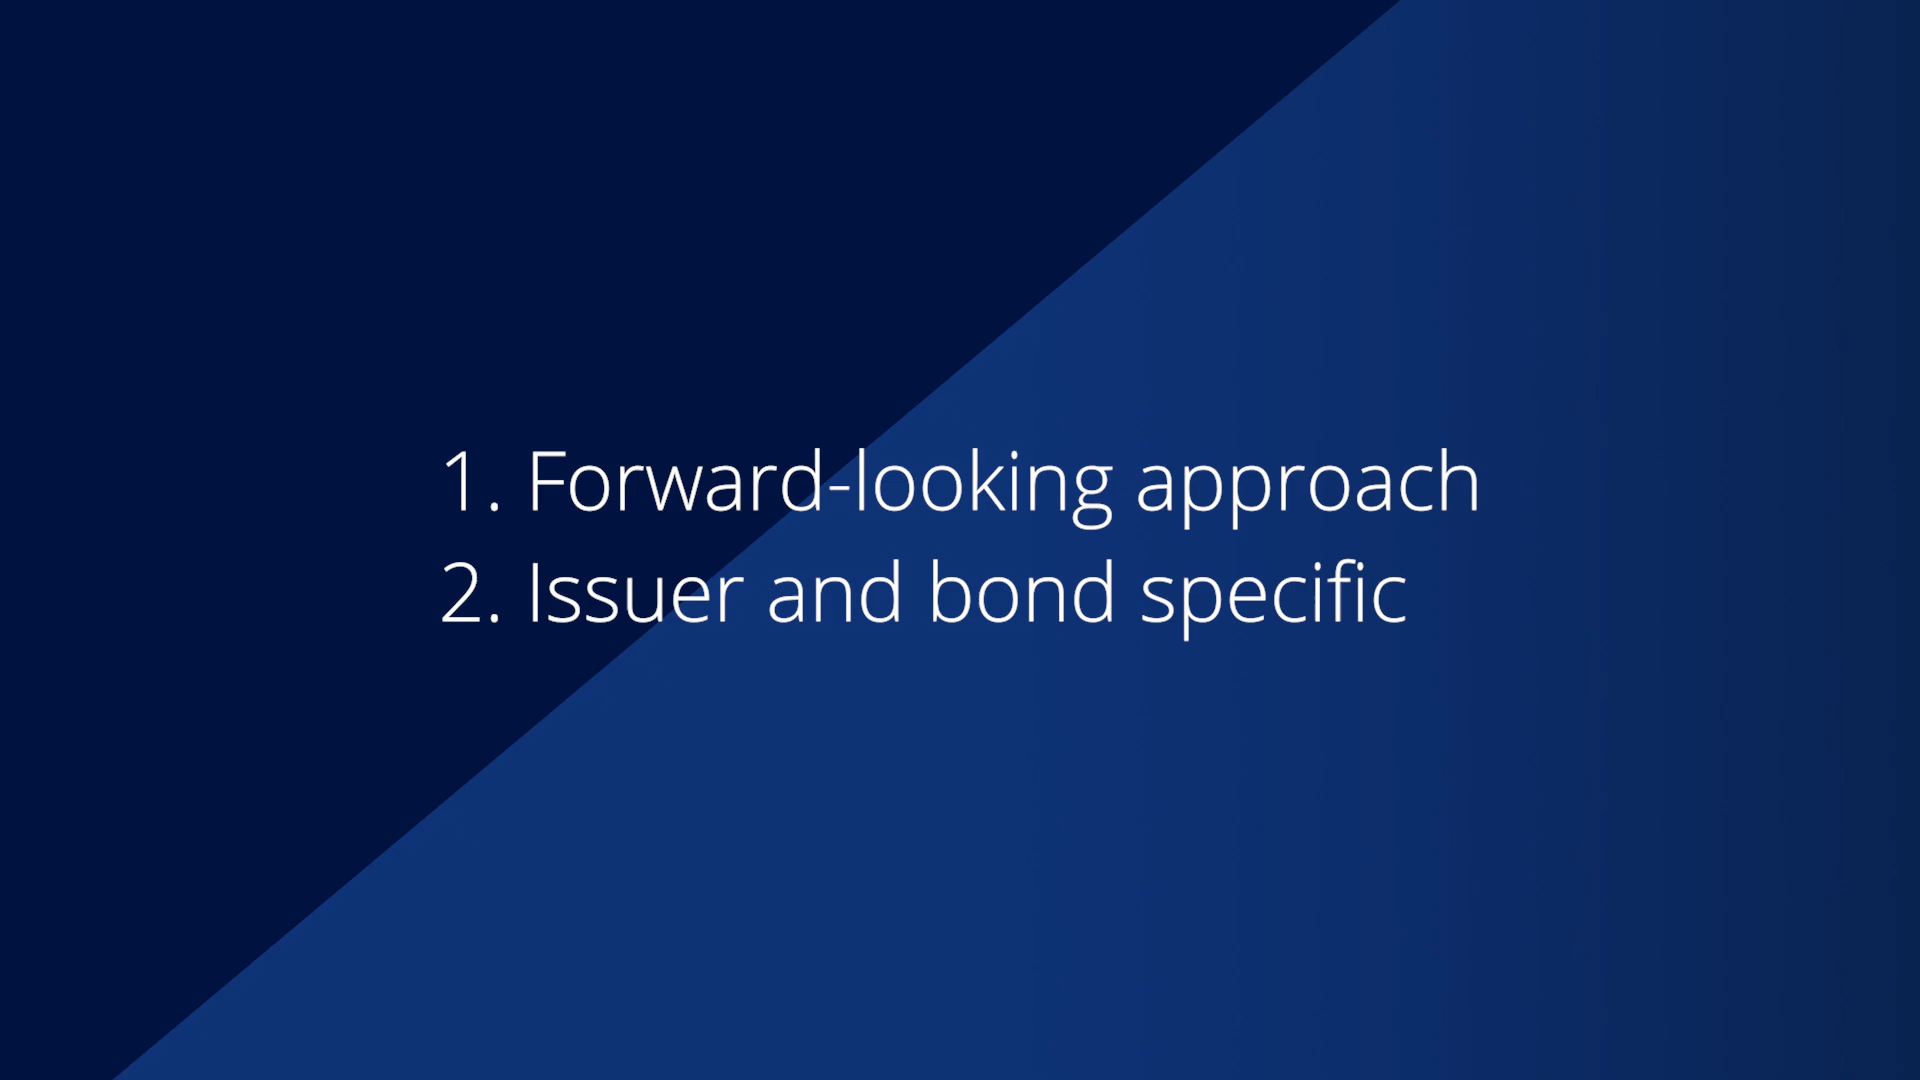 1. Forward-looking approach
2. Issuer and bond specific